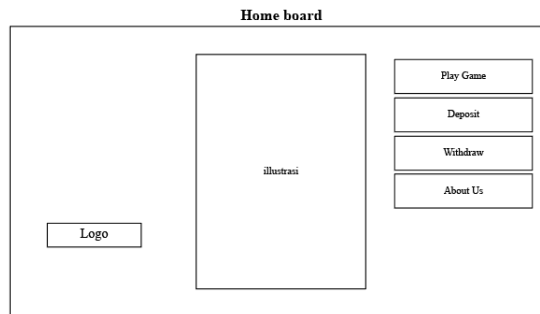 Home board
Play Game
Deposit
illustrasi
Withdraw
About Us
Logo